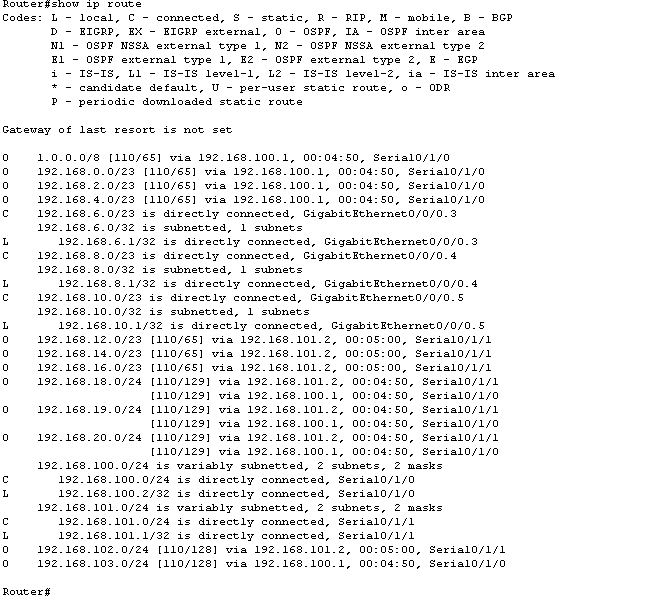 Router#show ip route
Codes: L - local, C - connected, S - static, R - RIP, M - mobile, B - BGP
D - EIGRP, EX - EIGRP external, O - OSPF, IA - OSPF inter area
N1 - OSPF NSSA external type 1, N2 - OSPF NSSA external type 2
E1 - OSPF external type 1, E2 - OSPF external type 2, E - EGP
i - IS-IS, L1 - IS-IS level-1, L2 - IS-IS level-2, ia - IS-IS inter area
* - candidate default, U - per-user static route, o - ODR
P - periodic downloaded static route
Gateway of last resort is not set
O 1.0.0.0/8 [110/65] via 192.168.100.1, 00:04:50, Serial0/1/0
O 192.168.0.0/23 [110/65] via 192.168.100.1, 00:04:50, Serial0/1/0
O 192.168.2.0/23 [110/65] via 192.168.100.1, 00:04:50, Serial0/1/0
O 192.168.4.0/23 [110/65] via 192.168.100.1, 00:04:50, Serial0/1/0
C 192.168.6.0/23 is directly connected, GigabitEthernet0/0/0.3
192.168.6.0/32 is subnetted, 1 subnets
L 192.168.6.1/32 is directly connected, GigabitEthernet0/0/0.3
C 192.168.8.0/23 is directly connected, GigabitEthernet0/0/0.4
192.168.8.0/32 is subnetted, 1 subnets
L 192.168.8.1/32 is directly connected, GigabitEthernet0/0/0.4
C 192.168.10.0/23 is directly connected, GigabitEthernet0/0/0.5
192.168.10.0/32 is subnetted, 1 subnets
L 192.168.10.1/32 is directly connected, GigabitEthernet0/0/0.5
O 192.168.12.0/23 [110/65] via 192.168.101.2, 00:05:00, Serial0/1/1
O 192.168.14.0/23 [110/65] via 192.168.101.2, 00:05:00, Serial0/1/1
O 192.168.16.0/23 [110/65] via 192.168.101.2, 00:05:00, Serial0/1/1
O 192.168.18.0/24 [110/129] via 192.168.101.2, 00:04:50, Serial0/1/1
[110/129] via 192.168.100.1, 00:04:50, Serial0/1/0
O 192.168.19.0/24 [110/129] via 192.168.101.2, 00:04:50, Serial0/1/1
[110/129] via 192.168.100.1, 00:04:50, Serial0/1/0
O 192.168.20.0/24 [110/129] via 192.168.101.2, 00:04:50, Serial0/1/1
[110/129] via 192.168.100.1, 00:04:50, Serial0/1/0
192.168.100.0/24 is variably subnetted, 2 subnets, 2 masks
C 192.168.100.0/24 is directly connected, Serial0/1/0
L 192.168.100.2/32 is directly connected, Serial0/1/0
192.168.101.0/24 is variably subnetted, 2 subnets, 2 masks
C 192.168.101.0/24 is directly connected, Serial0/1/1
L 192.168.101.1/32 is directly connected, Serial0/1/1
O 192.168.102.0/24 [110/128] via 192.168.101.2, 00:05:00, Serial0/1/1
O 192.168.103.0/24 [110/128] via 192.168.100.1, 00:04:50, Serial0/1/0
Router#